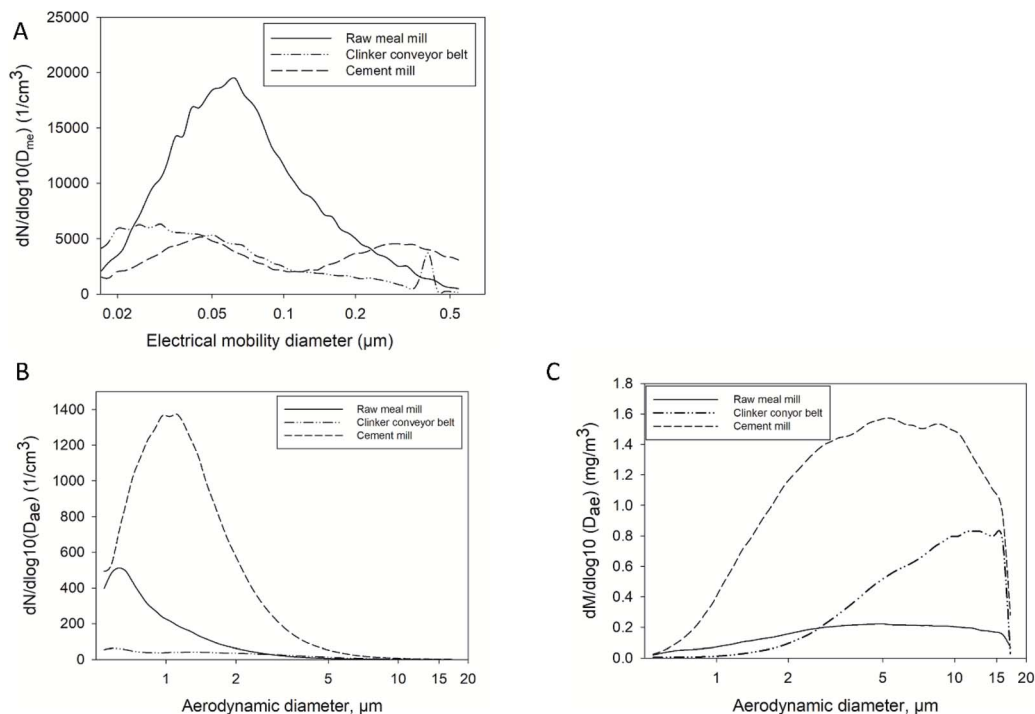 A
25000
20000
15000
10000
5000
0
dN/dlog10(Dme) (1/cm3)
Raw meal mill
Clinker conveyor belt
Cement mill
0.02 0.05 0.1 0.2 0.5
Electrical mobility diameter (µm)
B
1400
1200
1000
800
600
400
200
0
dN/dlog10(Dae) (1/cm3)
Raw meal mill
Clinker conveyor belt
Cement mill
1 2 5 10 15 20
Aerodynamic diameter, µm
C
1.8
1.6
1.4
1.2
1.0
0.8
0.6
0.4
0.2
0.0
dM/dlog10 (Dae) (mg/m3)
Raw meal mill
Clinker conyor belt
Cement mill
1 2 5 10 15 20
Aerodynamic diameter, µm